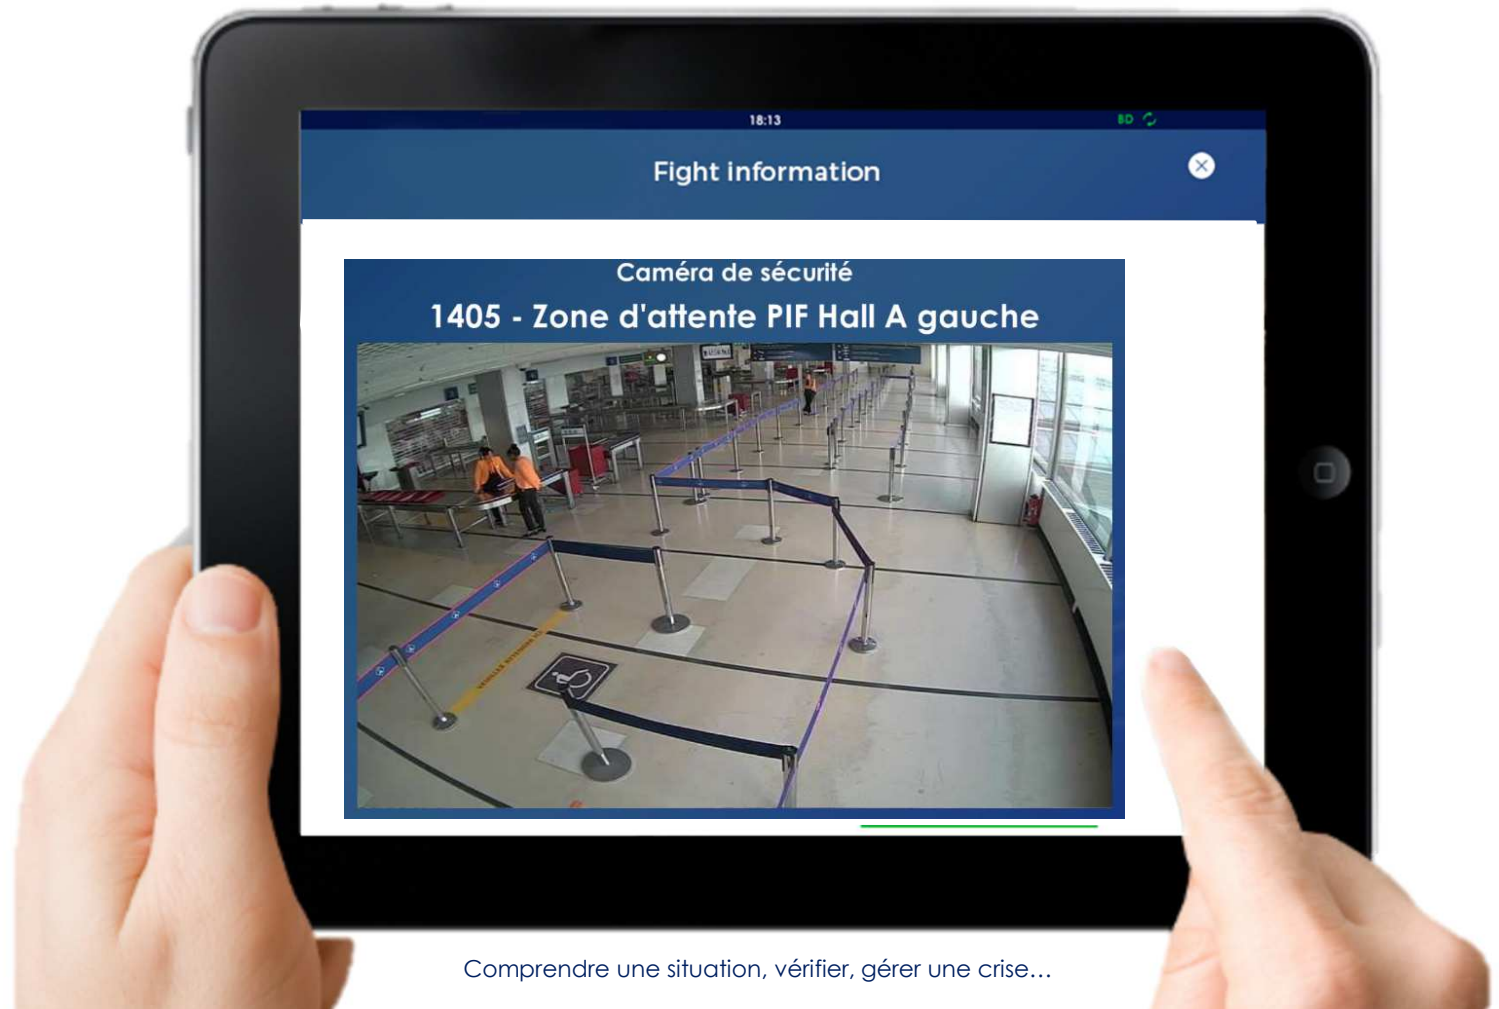 18:13
BD
Fight information
Caméra de sécurité
1405 - Zone d'attente PIF Hall A gauche
Comprendre une situation, vérifier, gérer une crise…